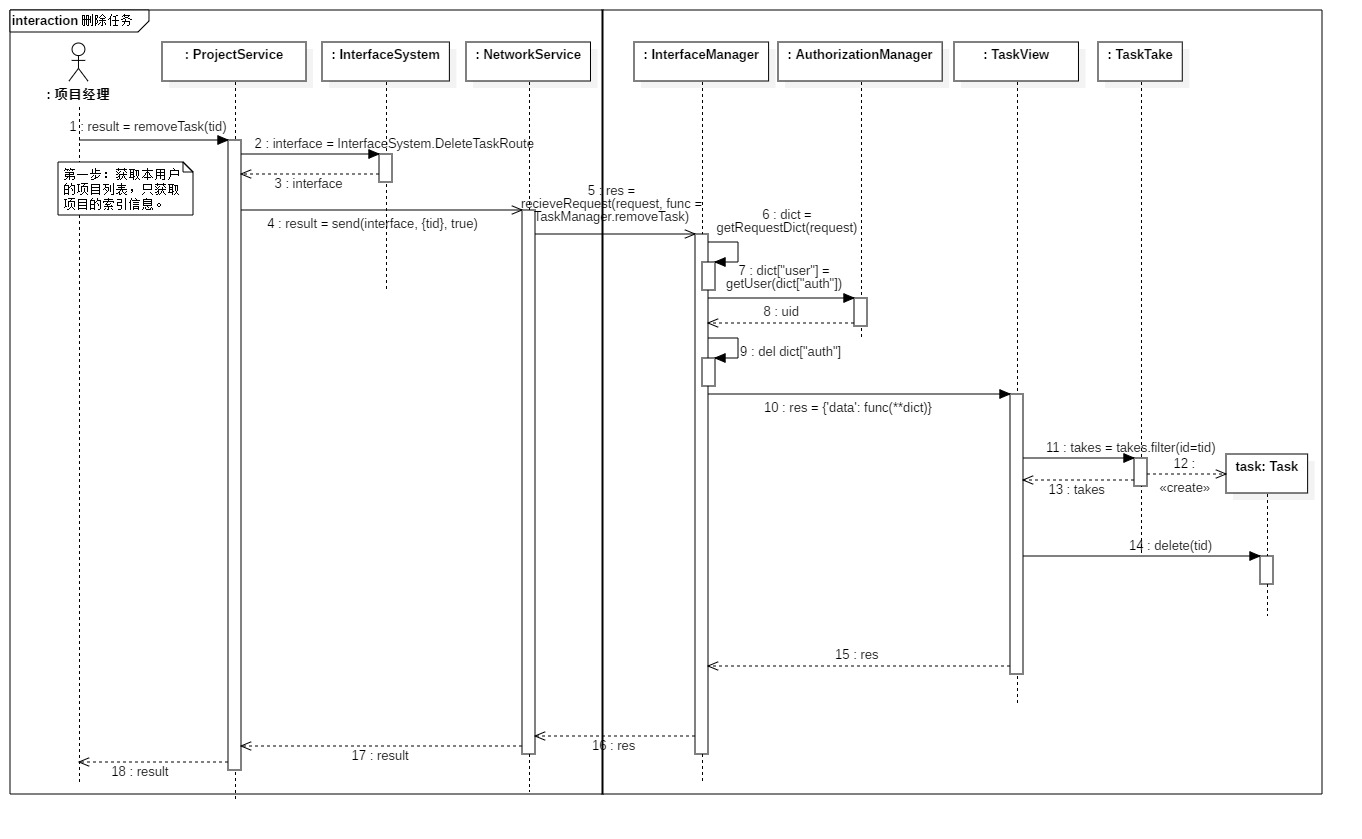 interaction 删除任务
: 项目经理
: ProjectService
: InterfaceSystem
: NetworkService
: InterfaceManager
: AuthorizationManager
: TaskView
: TaskTake
1 : result = removeTask(tid)
2 : interface = InterfaceSystem.DeleteTaskRoute
3 : interface
第一步：获取本用户
的项目列表，只获取
项目的索引信息。
4 : result = send(interface, {tid}, true)
5 : res =
recieveRequest(request, func =
TaskManager.removeTask)
6 : dict =
getRequestDict(request)
7 : dict["user"] =
getUser(dict["auth"])
8 : uid
9 : del dict["auth"]
10 : res = {'data': func(**dict)}
11 : takes = takes.filter(id=tid)
12 :
«create»
task: Task
13 : takes
14 : delete(tid)
15 : res
16 : res
17 : result
18 : result